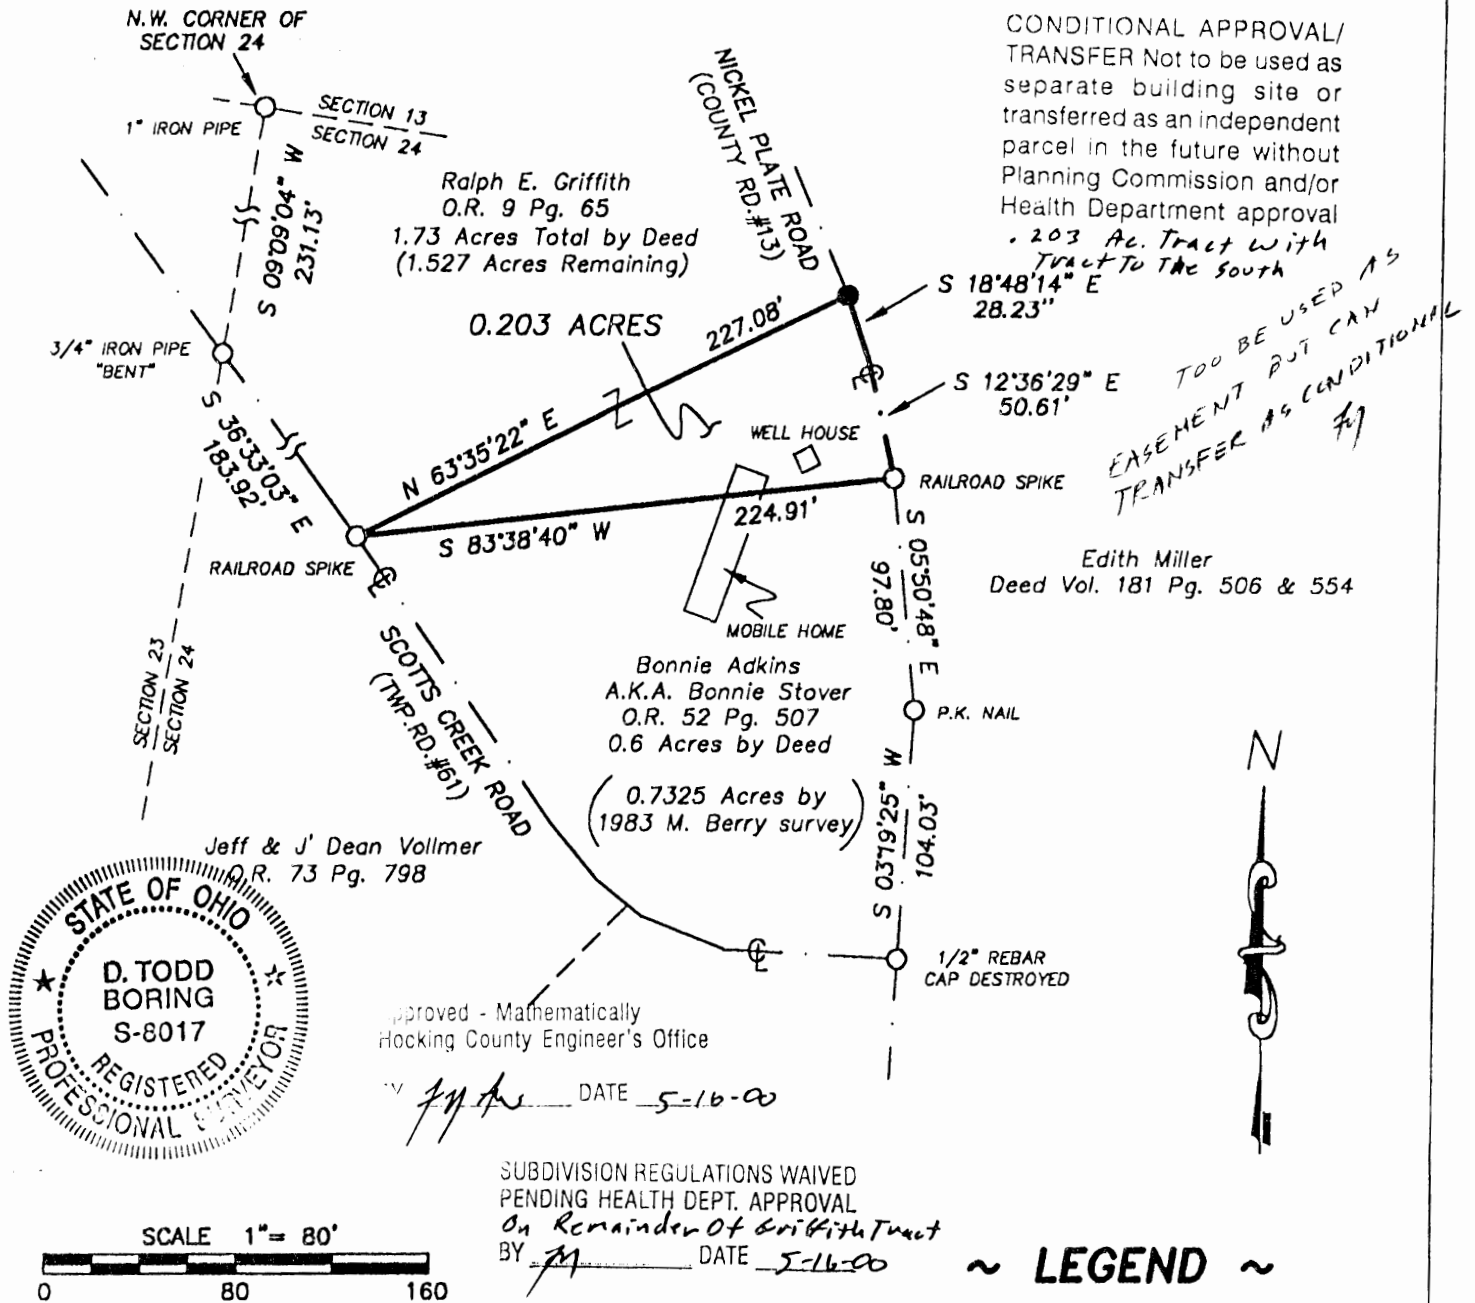 N.W. CORNER OF
SECTION 24
1" IRON PIPE
SECTION 13
SECTION 24
S 09°09'04" W
231.13'
3/4" IRON PIPE
"BENT"
S 36°33'03" E
183.92'
Ralph E. Griffith
O.R. 9 Pg. 65
1.73 Acres Total by Deed
(1.527 Acres Remaining)
0.203 ACRES
NICKEL PLATE ROAD
(COUNTY RD.#13)
CONDITIONAL APPROVAL/
TRANSFER Not to be used as
separate building site or
transferred as an independent
parcel in the future without
Planning Commission and/or
Health Department approval
.203 Ac. Tract with
Tract To The South
TOO BE USED AS
EASEMENT BUT CAN
TRANSFER AS CONDITIONAL
S 18°48'14" E
28.23"
227.08'
N 63°35'22" E
S 12°36'29" E
50.61'
WELL HOUSE
RAILROAD SPIKE
224.91'
S 83°38'40" W
RAILROAD SPIKE
S 05°50'48" E
97.80'
Edith Miller
Deed Vol. 181 Pg. 506 & 554
MOBILE HOME
SECTION 23
SECTION 24
SCOTTS CREEK ROAD
(TWP.RD.#61)
Bonnie Adkins
A.K.A. Bonnie Stover
O.R. 52 Pg. 507
0.6 Acres by Deed
(0.7325 Acres by
1983 M. Berry survey)
P.K. NAIL
S 03°19'25" W
104.03'
N
Jeff & J' Dean Vollmer
O.R. 73 Pg. 798
STATE OF OHIO
D. TODD
BORING
S-8017
REGISTERED
PROFESSIONAL SURVEYOR
1/2" REBAR
CAP DESTROYED
pproved - Mathematically
Hocking County Engineer's Office
DATE 5-16-00
SUBDIVISION REGULATIONS WAIVED
PENDING HEALTH DEPT. APPROVAL
On Remainder Of Griffith Tract
BY DATE 5-16-00
SCALE 1"= 80'
0 80 160
~ LEGEND ~